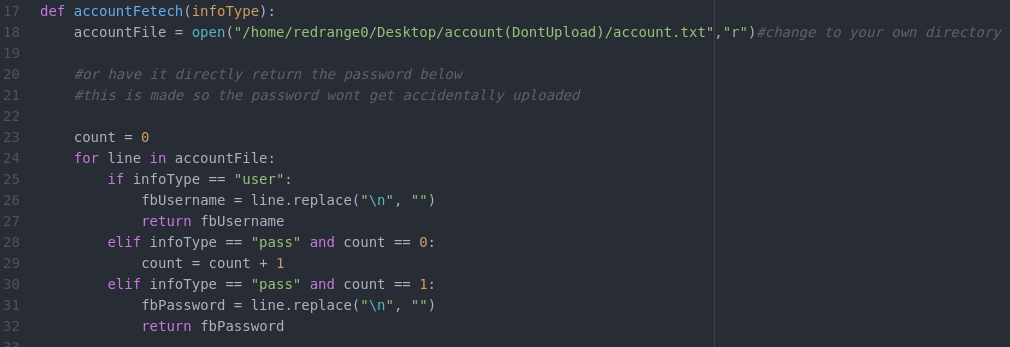 17 def accountFetech(infoType):
18     accountFile = open("/home/redrange0/Desktop/account(DontUpload)/account.txt","r")#change to your own directory
19
20     #or have it directly return the password below
21     #this is made so the password wont get accidentally uploaded
22
23     count = 0
24     for line in accountFile:
25         if infoType == "user":
26             fbUsername = line.replace("\n", "")
27             return fbUsername
28         elif infoType == "pass" and count == 0:
29             count = count + 1
30         elif infoType == "pass" and count == 1:
31             fbPassword = line.replace("\n", "")
32             return fbPassword
33